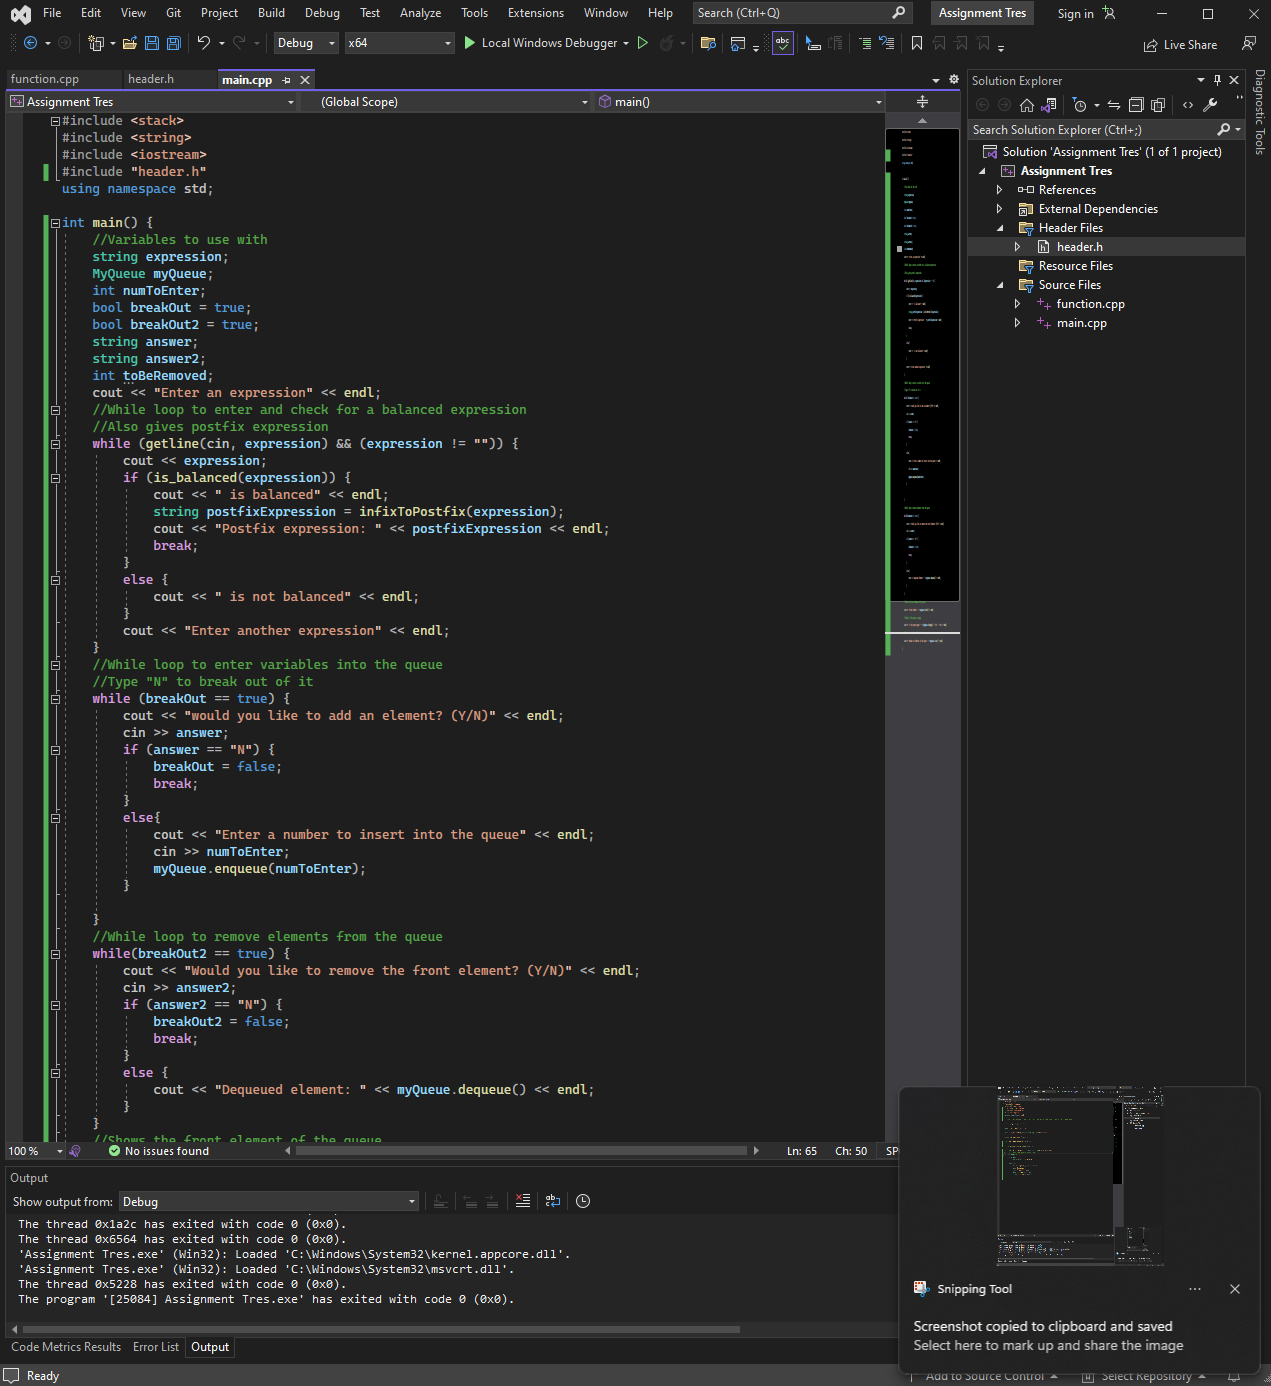 File Edit View Git Project Build Debug Test Analyze Tools Extensions Window Help Search (Ctrl+Q) Assignment Tres Sign in
Debug x64 Local Windows Debugger Live Share
function.cpp header.h main.cpp
Assignment Tres (Global Scope) main()
#include <stack>
#include <string>
#include <iostream>
#include "header.h"
using namespace std;
int main() {
//Variables to use with
string expression;
MyQueue myQueue;
int numToEnter;
bool breakOut = true;
bool breakOut2 = true;
string answer;
string answer2;
int toBeRemoved;
cout << "Enter an expression" << endl;
//While loop to enter and check for a balanced expression
//Also gives postfix expression
while (getline(cin, expression) && (expression != "")) {
cout << expression;
if (is_balanced(expression)) {
cout << " is balanced" << endl;
string postfixExpression = infixToPostfix(expression);
cout << "Postfix expression: " << postfixExpression << endl;
break;
}
else {
cout << " is not balanced" << endl;
}
cout << "Enter another expression" << endl;
}
//While loop to enter variables into the queue
//Type "N" to break out of it
while (breakOut == true) {
cout << "would you like to add an element? (Y/N)" << endl;
cin >> answer;
if (answer == "N") {
breakOut = false;
break;
}
else{
cout << "Enter a number to insert into the queue" << endl;
cin >> numToEnter;
myQueue.enqueue(numToEnter);
}
}
//While loop to remove elements from the queue
while(breakOut2 == true) {
cout << "Would you like to remove the front element? (Y/N)" << endl;
cin >> answer2;
if (answer2 == "N") {
breakOut2 = false;
break;
}
else {
cout << "Dequeued element: " << myQueue.dequeue() << endl;
}
}
//Shows the front element of the queue
100 % No issues found Ln: 65 Ch: 50 SP
Solution Explorer
Search Solution Explorer (Ctrl+;)
Solution 'Assignment Tres' (1 of 1 project)
Assignment Tres
References
External Dependencies
Header Files
header.h
Resource Files
Source Files
function.cpp
main.cpp
Diagnostic Tools
Output
Show output from: Debug
The thread 0x1a2c has exited with code 0 (0x0).
The thread 0x6564 has exited with code 0 (0x0).
'Assignment Tres.exe' (Win32): Loaded 'C:\Windows\System32\kernel.appcore.dll'.
'Assignment Tres.exe' (Win32): Loaded 'C:\Windows\System32\msvcrt.dll'.
The thread 0x5228 has exited with code 0 (0x0).
The program '[25084] Assignment Tres.exe' has exited with code 0 (0x0).
Code Metrics Results Error List Output
Snipping Tool
Screenshot copied to clipboard and saved
Select here to mark up and share the image
Ready Add to Source Control Select Repository